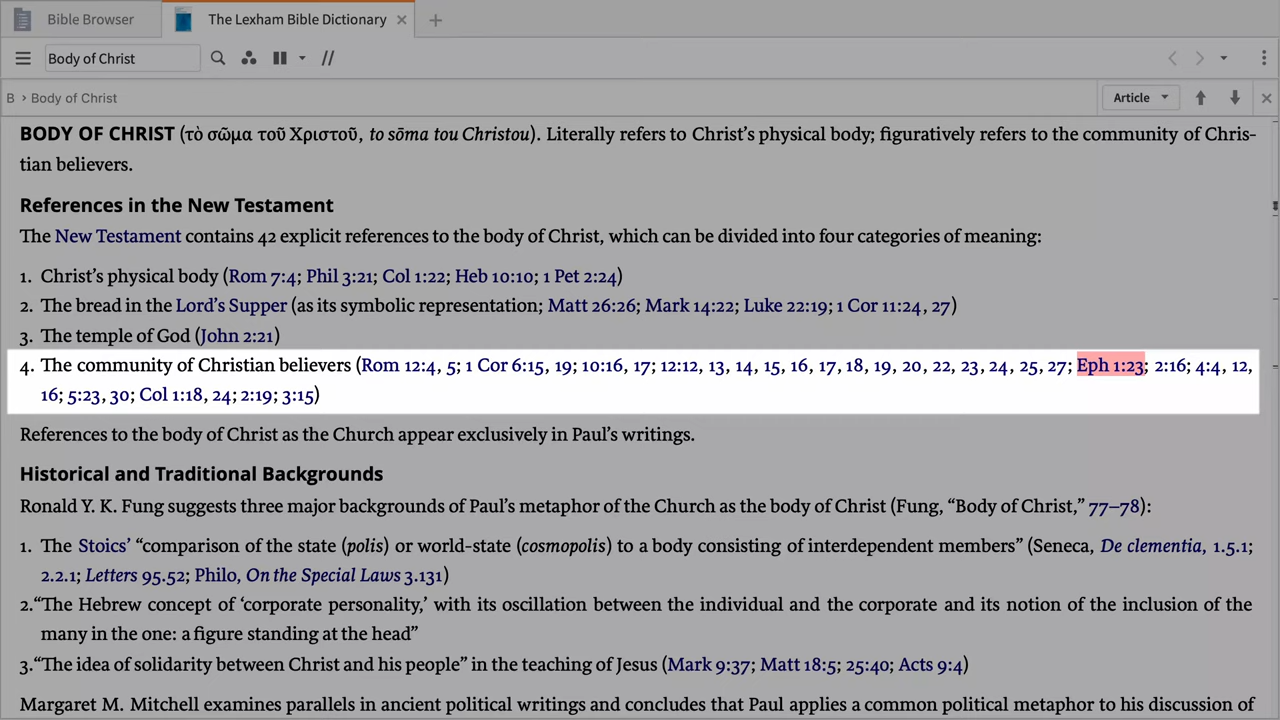 Bible Browser
The Lexham Bible Dictionary
Body of Christ
B › Body of Christ
Article
BODY OF CHRIST (τὸ σῶμα τοῦ Χριστοῦ, to sōma tou Christou). Literally refers to Christ’s physical body; figuratively refers to the community of Chris-
tian believers.
References in the New Testament
The New Testament contains 42 explicit references to the body of Christ, which can be divided into four categories of meaning:
1. Christ’s physical body (Rom 7:4; Phil 3:21; Col 1:22; Heb 10:10; 1 Pet 2:24)
2. The bread in the Lord’s Supper (as its symbolic representation; Matt 26:26; Mark 14:22; Luke 22:19; 1 Cor 11:24, 27)
3. The temple of God (John 2:21)
4. The community of Christian believers (Rom 12:4, 5; 1 Cor 6:15, 19; 10:16, 17; 12:12, 13, 14, 15, 16, 17, 18, 19, 20, 22, 23, 24, 25, 27; Eph 1:23; 2:16; 4:4, 12,
16; 5:23, 30; Col 1:18, 24; 2:19; 3:15)
References to the body of Christ as the Church appear exclusively in Paul’s writings.
Historical and Traditional Backgrounds
Ronald Y. K. Fung suggests three major backgrounds of Paul’s metaphor of the Church as the body of Christ (Fung, “Body of Christ,” 77–78):
1. The Stoics’ “comparison of the state (polis) or world-state (cosmopolis) to a body consisting of interdependent members” (Seneca, De clementia, 1.5.1;
2.2.1; Letters 95.52; Philo, On the Special Laws 3.131)
2.“The Hebrew concept of ‘corporate personality,’ with its oscillation between the individual and the corporate and its notion of the inclusion of the
many in the one: a figure standing at the head”
3.“The idea of solidarity between Christ and his people” in the teaching of Jesus (Mark 9:37; Matt 18:5; 25:40; Acts 9:4)
Margaret M. Mitchell examines parallels in ancient political writings and concludes that Paul applies a common political metaphor to his discussion of